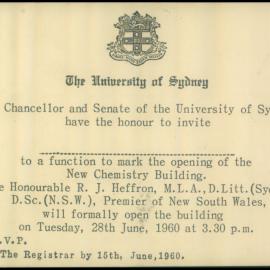 The University of Sydney
Chancellor and Senate of the University of Sy
have the honour to invite
to a function to mark the opening of the
New Chemistry Building.
e Honourable R. J. Heffron, M.L.A.,D.Litt.(Syd
D.Sc.(N.S.W.), Premier of New South Wales,
will formally open the building
on Tuesday, 28th June, 1960 at 3.30 p.m.
.V.P.
The Registrar by 15th, June,1960.